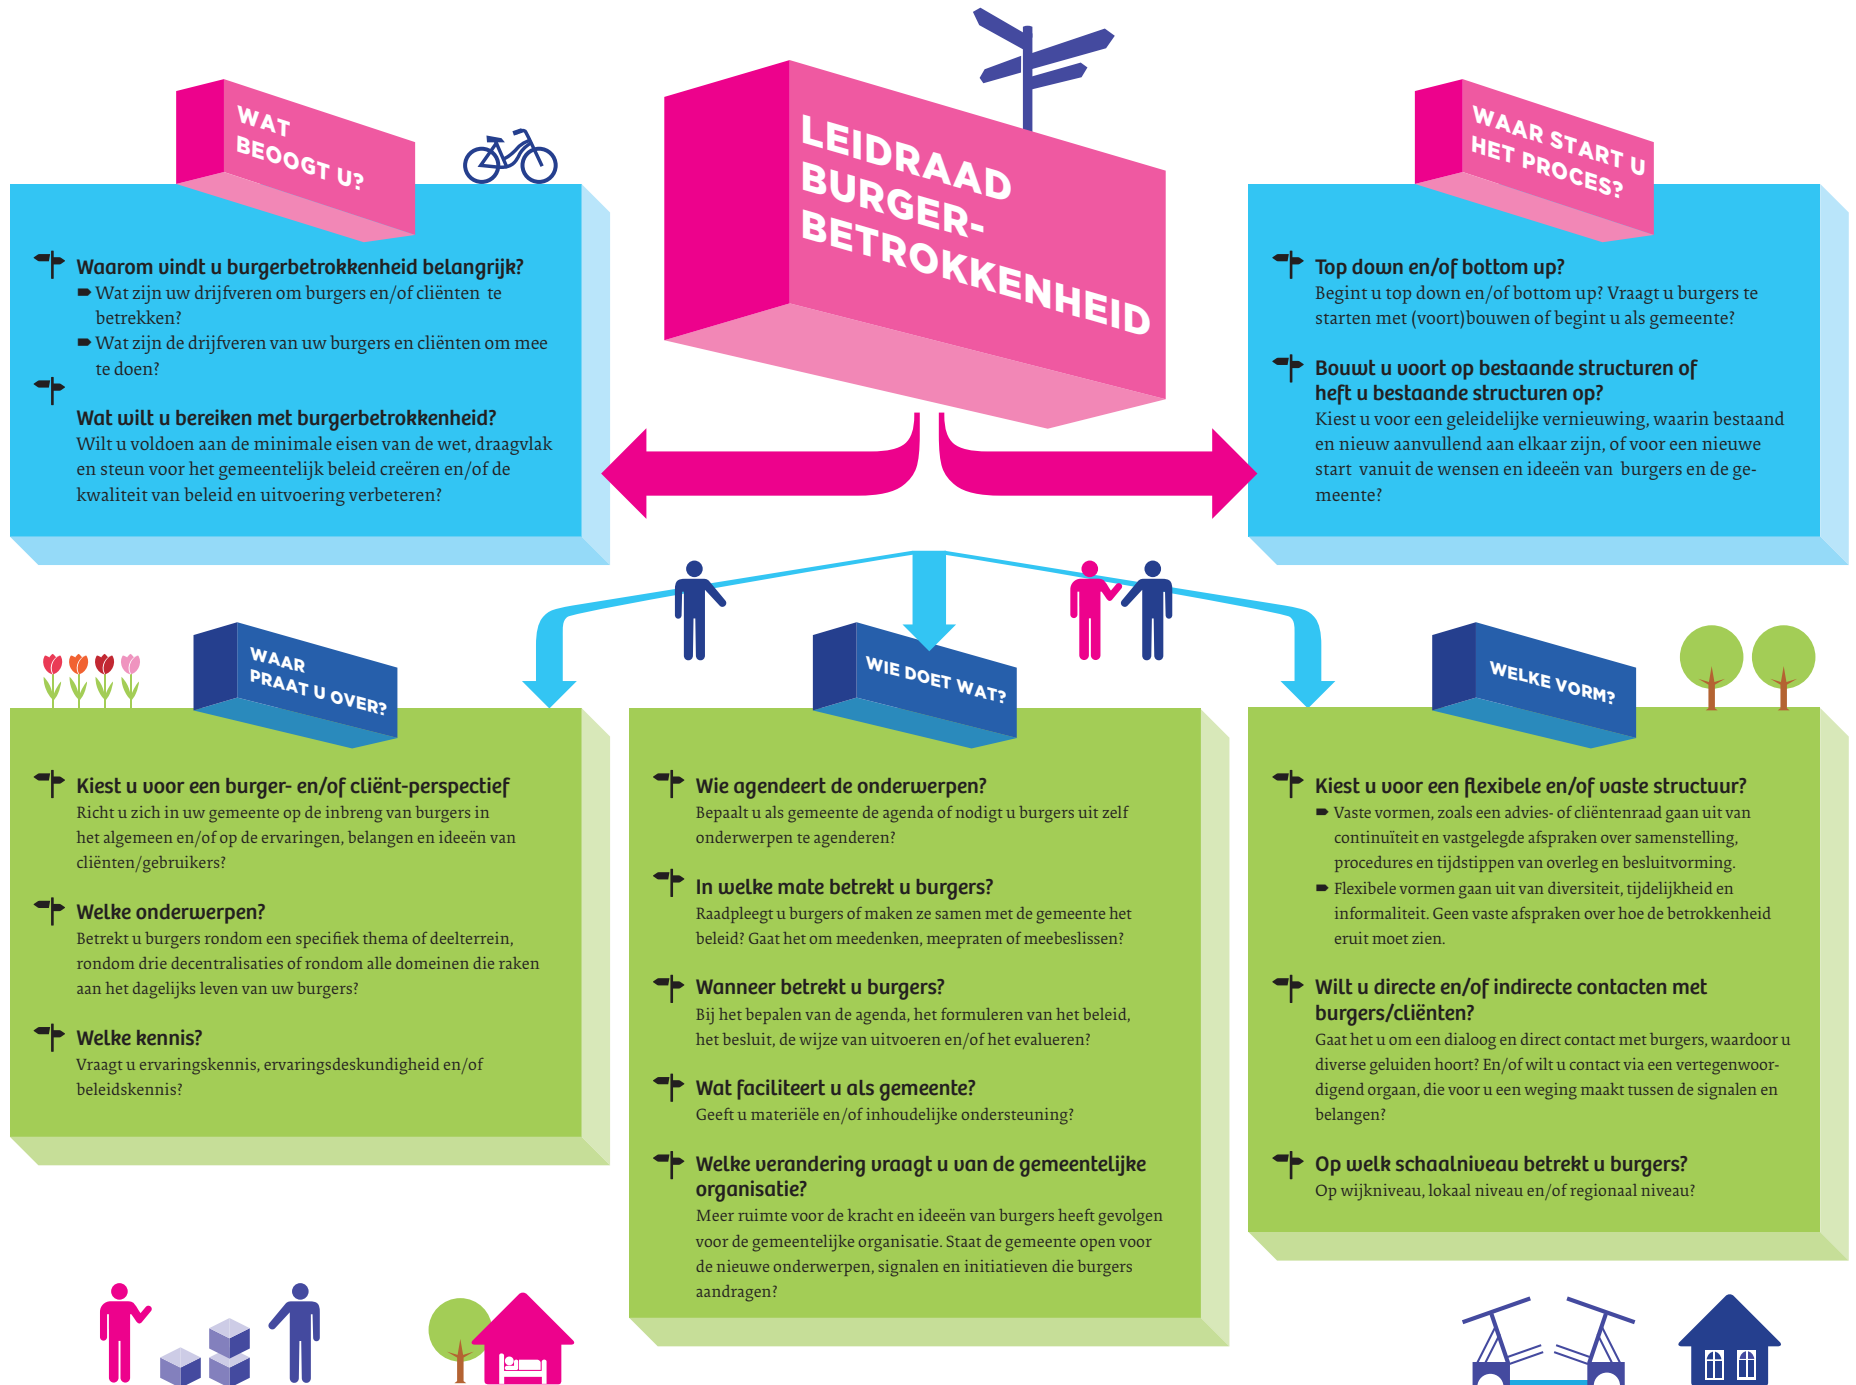 LEIDRAAD
BURGER-
BETROKKENHEID
WAT
BEOOGT U?
Waarom vindt u burgerbetrokkenheid belangrijk?
Wat zijn uw drijfveren om burgers en/of cliënten te
betrekken?
Wat zijn de drijfveren van uw burgers en cliënten om mee
te doen?
Wat wilt u bereiken met burgerbetrokkenheid?
Wilt u voldoen aan de minimale eisen van de wet, draagvlak
en steun voor het gemeentelijk beleid creëren en/of de
kwaliteit van beleid en uitvoering verbeteren?
WAAR START U
HET PROCES?
Top down en/of bottom up?
Begint u top down en/of bottom up? Vraagt u burgers te
starten met (voort)bouwen of begint u als gemeente?
Bouwt u voort op bestaande structuren of
heft u bestaande structuren op?
Kiest u voor een geleidelijke vernieuwing, waarin bestaand
en nieuw aanvullend aan elkaar zijn, of voor een nieuwe
start vanuit de wensen en ideeën van burgers en de ge-
meente?
WAAR
PRAAT U OVER?
Kiest u voor een burger- en/of cliënt-perspectief
Richt u zich in uw gemeente op de inbreng van burgers in
het algemeen en/of op de ervaringen, belangen en ideeën van
cliënten/gebruikers?
Welke onderwerpen?
Betrekt u burgers rondom een specifiek thema of deelterrein,
rondom drie decentralisaties of rondom alle domeinen die raken
aan het dagelijks leven van uw burgers?
Welke kennis?
Vraagt u ervaringskennis, ervaringsdeskundigheid en/of
beleidskennis?
WIE DOET WAT?
Wie agendeert de onderwerpen?
Bepaalt u als gemeente de agenda of nodigt u burgers uit zelf
onderwerpen te agenderen?
In welke mate betrekt u burgers?
Raadpleegt u burgers of maken ze samen met de gemeente het
beleid? Gaat het om meedenken, meepraten of meebeslissen?
Wanneer betrekt u burgers?
Bij het bepalen van de agenda, het formuleren van het beleid,
het besluit, de wijze van uitvoeren en/of het evalueren?
Wat faciliteert u als gemeente?
Geeft u materiële en/of inhoudelijke ondersteuning?
Welke verandering vraagt u van de gemeentelijke
organisatie?
Meer ruimte voor de kracht en ideeën van burgers heeft gevolgen
voor de gemeentelijke organisatie. Staat de gemeente open voor
de nieuwe onderwerpen, signalen en initiatieven die burgers
aandragen?
WELKE VORM?
Kiest u voor een flexibele en/of vaste structuur?
Vaste vormen, zoals een advies- of cliëntenraad gaan uit van
continuïteit en vastgelegde afspraken over samenstelling,
procedures en tijdstippen van overleg en besluitvorming.
Flexibele vormen gaan uit van diversiteit, tijdelijkheid en
informaliteit. Geen vaste afspraken over hoe de betrokkenheid
eruit moet zien.
Wilt u directe en/of indirecte contacten met
burgers/cliënten?
Gaat het u om een dialoog en direct contact met burgers, waardoor u
diverse geluiden hoort? En/of wilt u contact via een vertegenwoor-
digend orgaan, die voor u een weging maakt tussen de signalen en
belangen?
Op welk schaalniveau betrekt u burgers?
Op wijkniveau, lokaal niveau en/of regionaal niveau?